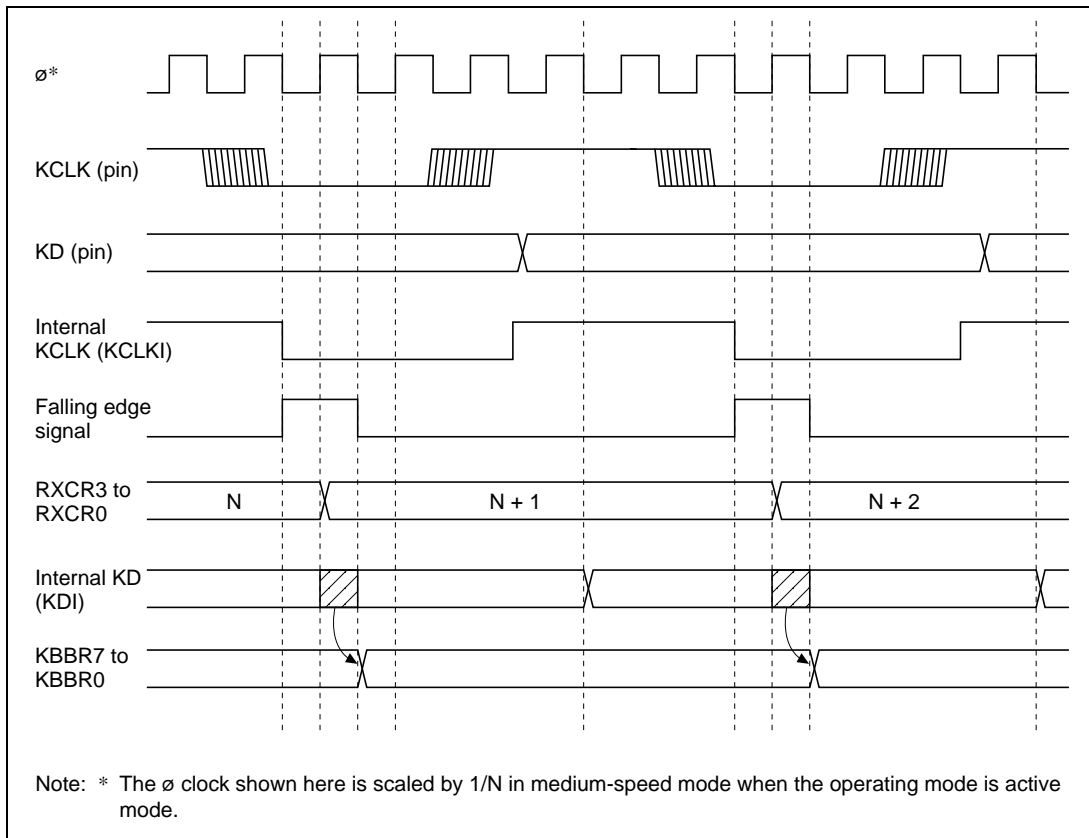 ø*
KCLK (pin)
KD (pin)
Internal
KCLK (KCLKI)
Falling edge
signal
RXCR3 to
RXCR0
N
N + 1
N + 2
Internal KD
(KDI)
KBBR7 to
KBBR0
Note: * The ø clock shown here is scaled by 1/N in medium-speed mode when the operating mode is active
mode.